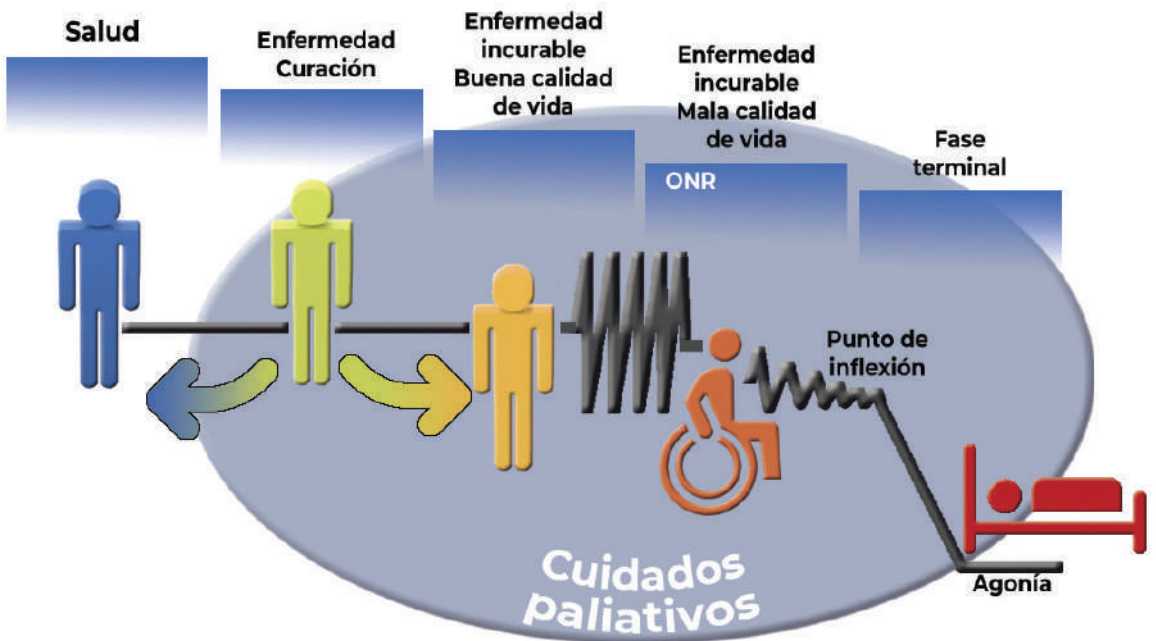 Salud
Enfermedad
Curación
Enfermedad
incurable
Buena calidad
de vida
Enfermedad
incurable
Mala calidad
de vida
Fase
terminal
ONR
Punto de
inflexión
Agonía
Cuidados
paliativos